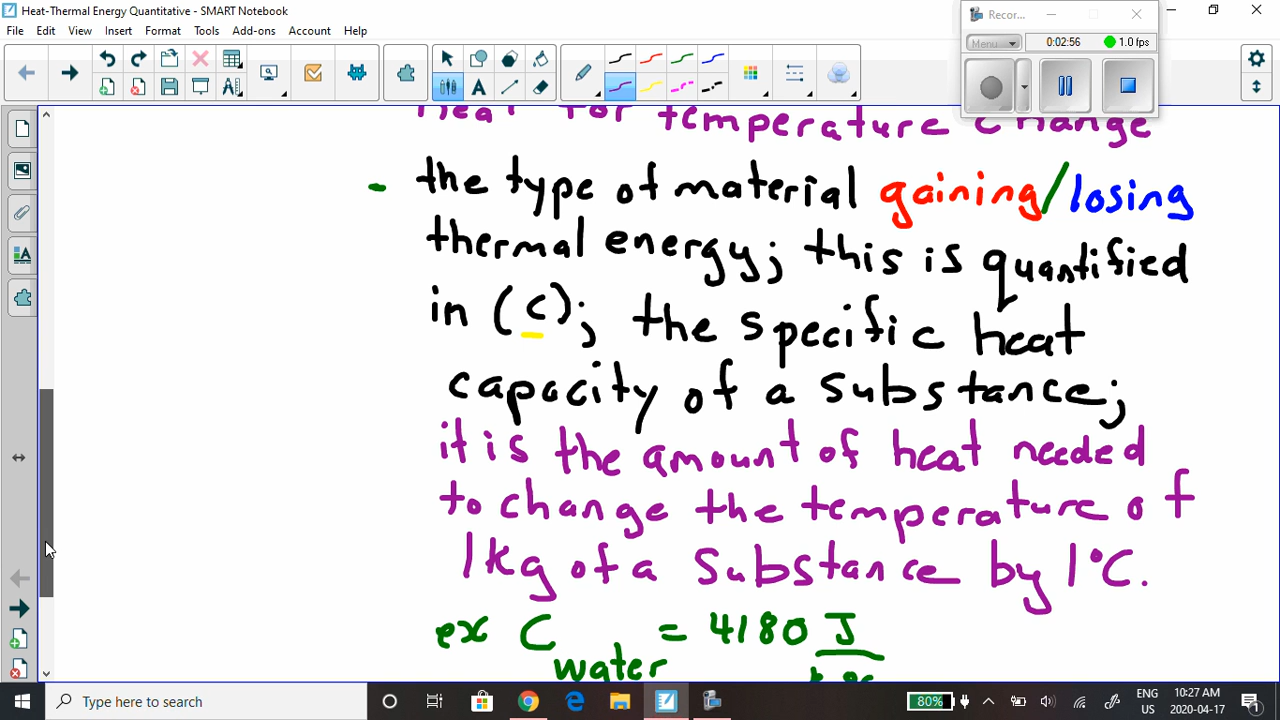 Heat-Thermal Energy Quantitative - SMART Notebook
Recor...
File Edit View Insert Format Tools Add-ons Account Help
Menu 0:02:56 1.0 fps
heat for temperature change
- the type of material gaining/losing
thermal energy; this is quantified
in (C); the specific heat
capacity of a substance;
it is the amount of heat needed
to change the temperature of
1kg of a substance by 1°C.
ex C water = 4180 J
Type here to search
80%
ENG
US
10:27 AM
2020-04-17
1